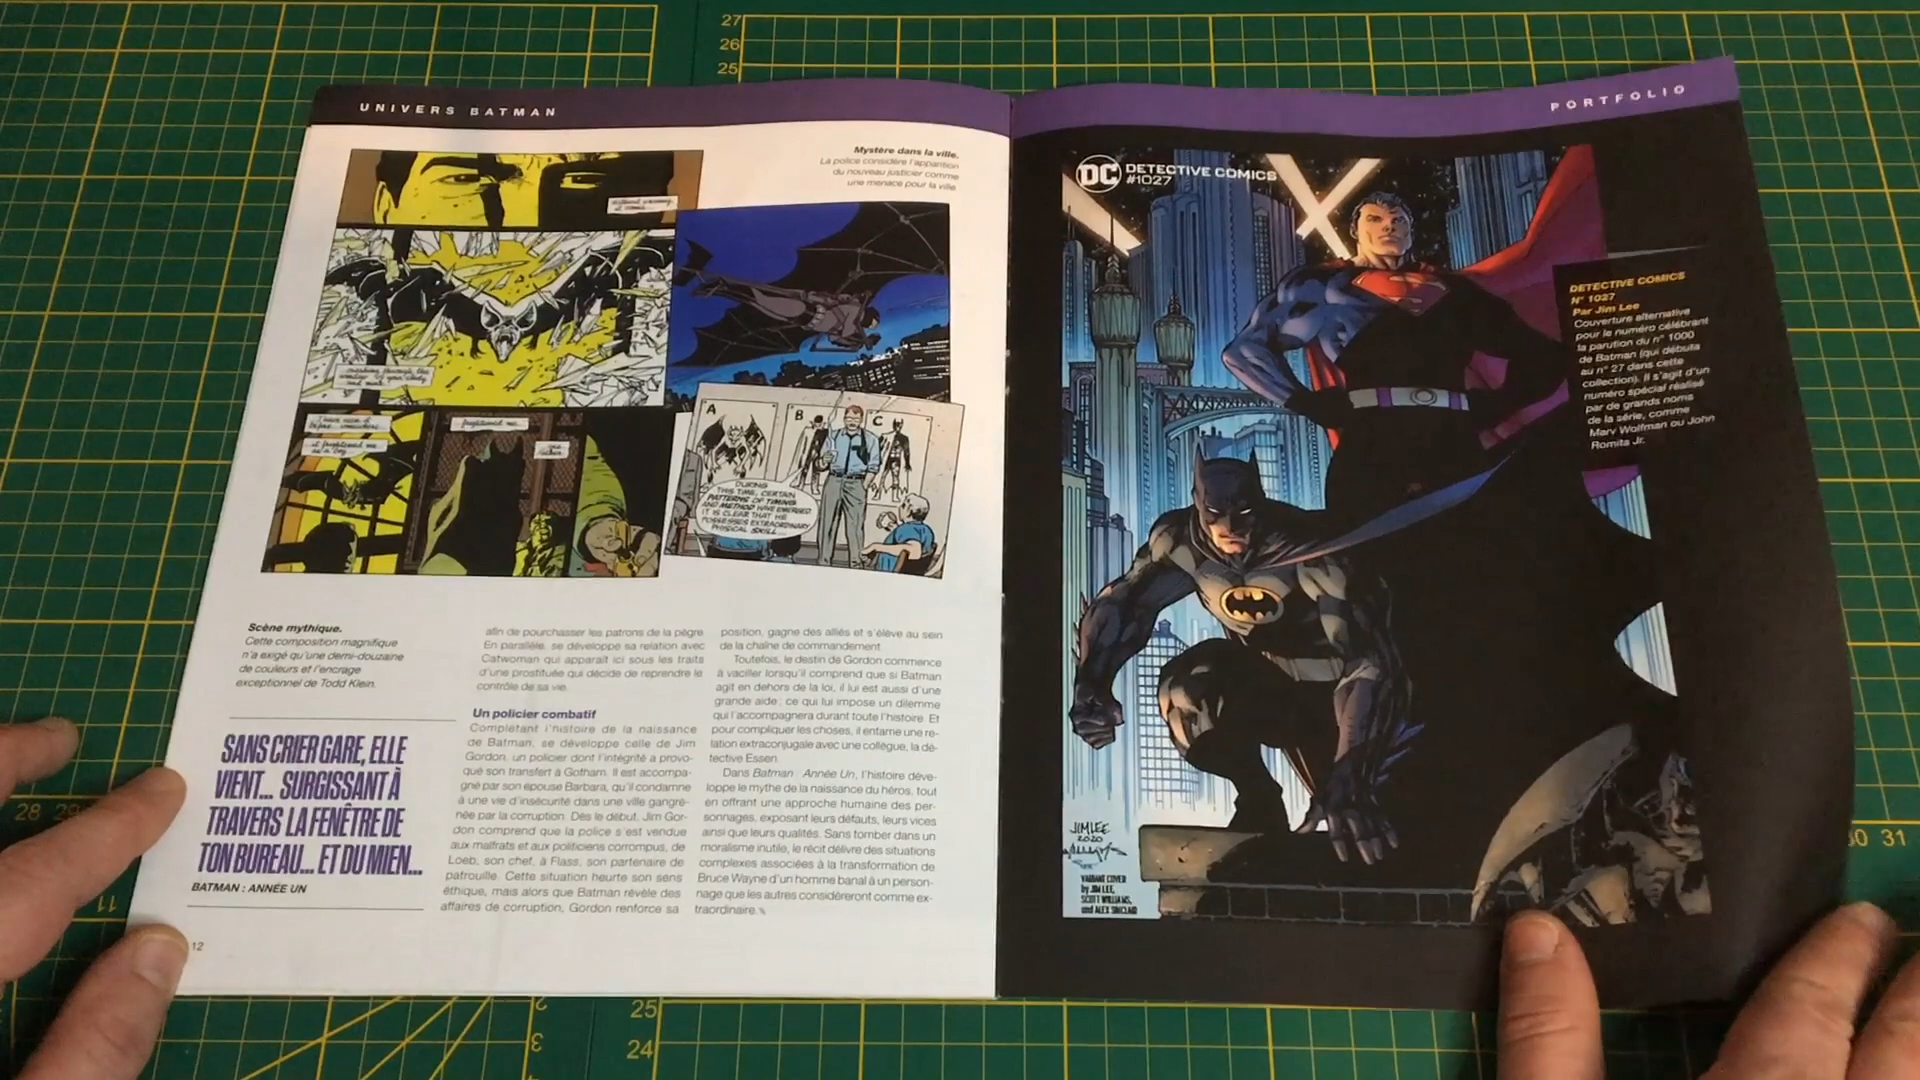 27
26
25
UNIVERS BATMAN
Mystère dans la ville.
La police considère l'apparition
du nouveau justicier comme
une menace pour la ville.
A
B
C
DURING
THIS TIME, CERTAIN
PATTERNS OF TIMING
AND METHOD HAVE EMERGED
IT IS CLEAR THAT HE
POSSESSES EXTRAORDINARY
PHYSICAL SKILL...
frightened me...
Scène mythique.
Cette composition magnifique
n'a exigé qu'une demi-douzaine
de couleurs et l'encrage
exceptionnel de Todd Klein.
SANS CRIER GARE, ELLE
VIENT... SURGISSANT À
TRAVERS LA FENÊTRE DE
TON BUREAU... ET DU MIEN...
BATMAN : ANNÉE UN
12
afin de pourchasser les patrons de la pègre
En parallèle, se développe sa relation avec
Catwoman qui apparaît ici sous les traits
d'une prostituée qui décide de reprendre le
contrôle de sa vie.
Un policier combatif
Complétant l'histoire de la naissance
de Batman, se développe celle de Jim
Gordon, un policier dont l'intégrité a provo-
qué son transfert à Gotham. Il est accompa-
gné par son épouse Barbara, qu'il condamne
à une vie d'insécurité dans une ville gangre-
née par la corruption. Dès le début, Jim Gor-
don comprend que la police s'est vendue
aux malfrats et aux politiciens corrompus, de
Loeb, son chef, à Flass, son partenaire de
patrouille. Cette situation heurte son sens
éthique, mais alors que Batman révèle des
affaires de corruption, Gordon renforce sa
position, gagne des alliés et s'élève au sein
de la chaîne de commandement.
Toutefois, le destin de Gordon commence
à vaciller lorsqu'il comprend que si Batman
agit en dehors de la loi, il lui est aussi d'une
grande aide ; ce qui lui impose un dilemme
qui l'accompagnera durant toute l'histoire. Et
pour compliquer les choses, il entame une re-
lation extraconjugale avec une collègue, la dé-
tective Essen.
Dans Batman : Année Un, l'histoire déve-
loppe le mythe de la naissance du héros, tout
en offrant une approche humaine des per-
sonnages, exposant leurs défauts, leurs vices
ainsi que leurs qualités. Sans tomber dans un
moralisme inutile, le récit délivre des situations
complexes associées à la transformation de
Bruce Wayne d'un homme banal à un person-
nage que les autres considéreront comme ex-
traordinaire.
PORTFOLIO
DC DETECTIVE COMICS
#1027
DETECTIVE COMICS
N° 1027
Par Jim Lee
Couverture alternative
pour le numéro célébrant
la parution du n° 1000
de Batman (qui débuta
au n° 27 dans cette
collection). Il s'agit d'un
numéro spécial réalisé
par de grands noms
de la série, comme
Marv Wolfman ou John
Romita Jr.
JIM LEE
2020
VARIANT COVER
by JIM LEE,
SCOTT WILLIAMS,
and ALEX SINCLAIR
28 29
30 31
11
25
24
2
3